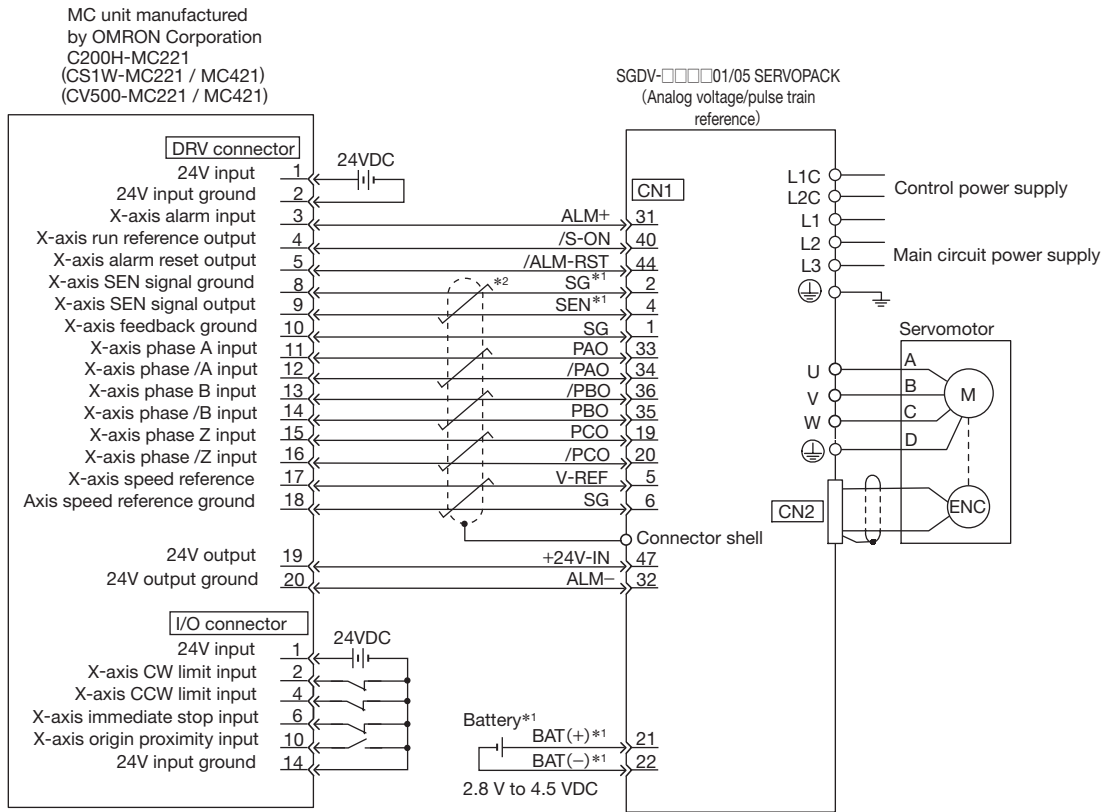 MC unit manufactured
by OMRON Corporation
C200H-MC221
(CS1W-MC221 / MC421)
(CV500-MC221 / MC421)
SGDV-□□□□01/05 SERVOPACK
(Analog voltage/pulse train
reference)
DRV connector
24VDC
CN1
24V input 1
24V input ground 2
X-axis alarm input 3 ALM+ 31
X-axis run reference output 4 /S-ON 40
X-axis alarm reset output 5 /ALM-RST 44
X-axis SEN signal ground 8 *2 SG*1 2
X-axis SEN signal output 9 SEN*1 4
X-axis feedback ground 10 SG 1
X-axis phase A input 11 PAO 33
X-axis phase /A input 12 /PAO 34
X-axis phase B input 13 /PBO 36
X-axis phase /B input 14 PBO 35
X-axis phase Z input 15 PCO 19
X-axis phase /Z input 16 /PCO 20
X-axis speed reference 17 V-REF 5
Axis speed reference ground 18 SG 6
Connector shell
24V output 19 +24V-IN 47
24V output ground 20 ALM− 32
I/O connector
24VDC
24V input 1
X-axis CW limit input 2
X-axis CCW limit input 4
X-axis immediate stop input 6
X-axis origin proximity input 10
24V input ground 14
Battery*1
BAT(+)*1 21
BAT(−)*1 22
2.8 V to 4.5 VDC
L1C
L2C
Control power supply
L1
L2
L3
Main circuit power supply
Servomotor
U A
V B
W C
D
M
CN2
ENC